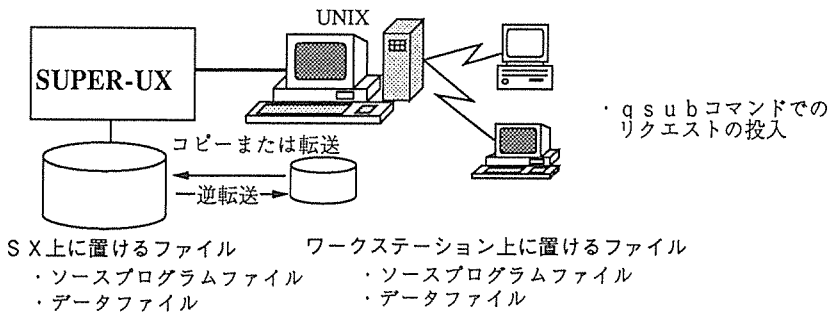 UNIX
SUPER-UX
・ｑｓｕｂコマンドでの
リクエストの投入
コピーまたは転送
逆転送
ＳＸ上に置けるファイル
・ソースプログラムファイル
・データファイル
ワークステーション上に置けるファイル
・ソースプログラムファイル
・データファイル